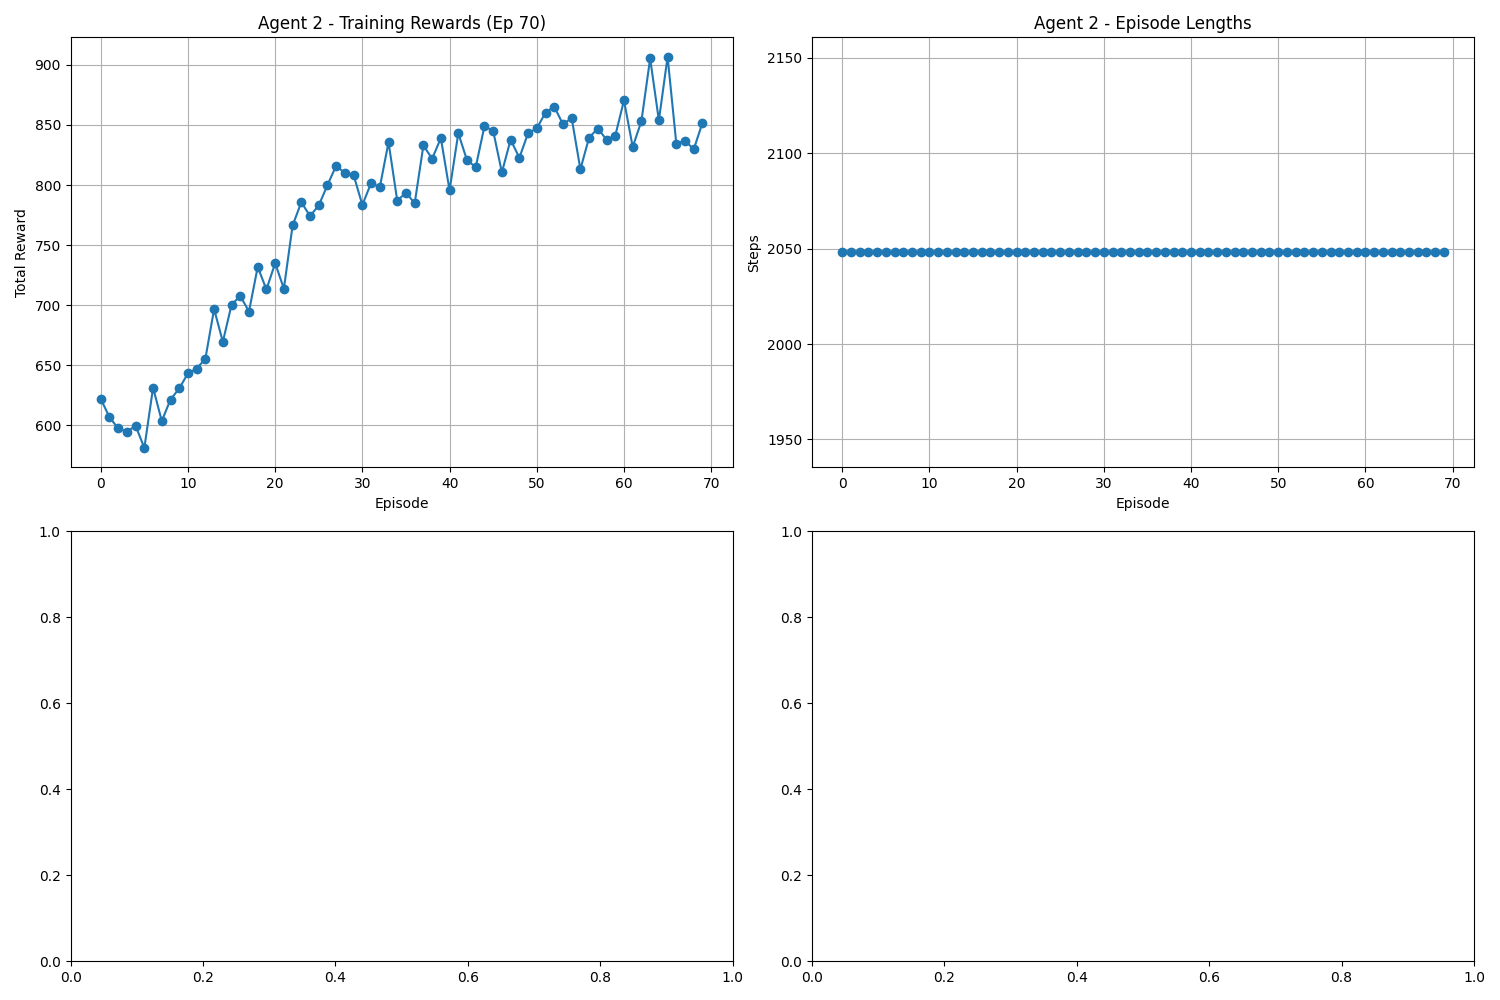 Agent 2 - Training Rewards (Ep 70)
Total Reward
900
850
800
750
700
650
600
0 10 20 30 40 50 60 70
Episode
Agent 2 - Episode Lengths
Steps
2150
2100
2050
2000
1950
0 10 20 30 40 50 60 70
Episode
1.0
0.8
0.6
0.4
0.2
0.0
0.0 0.2 0.4 0.6 0.8 1.0
1.0
0.8
0.6
0.4
0.2
0.0
0.0 0.2 0.4 0.6 0.8 1.0